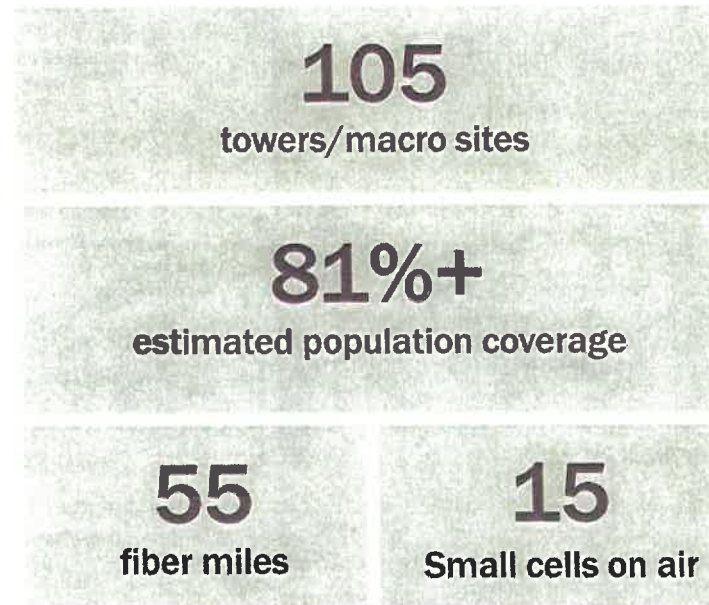 105
towers/macro sites
81%+
estimated population coverage
55
fiber miles
15
Small cells on air